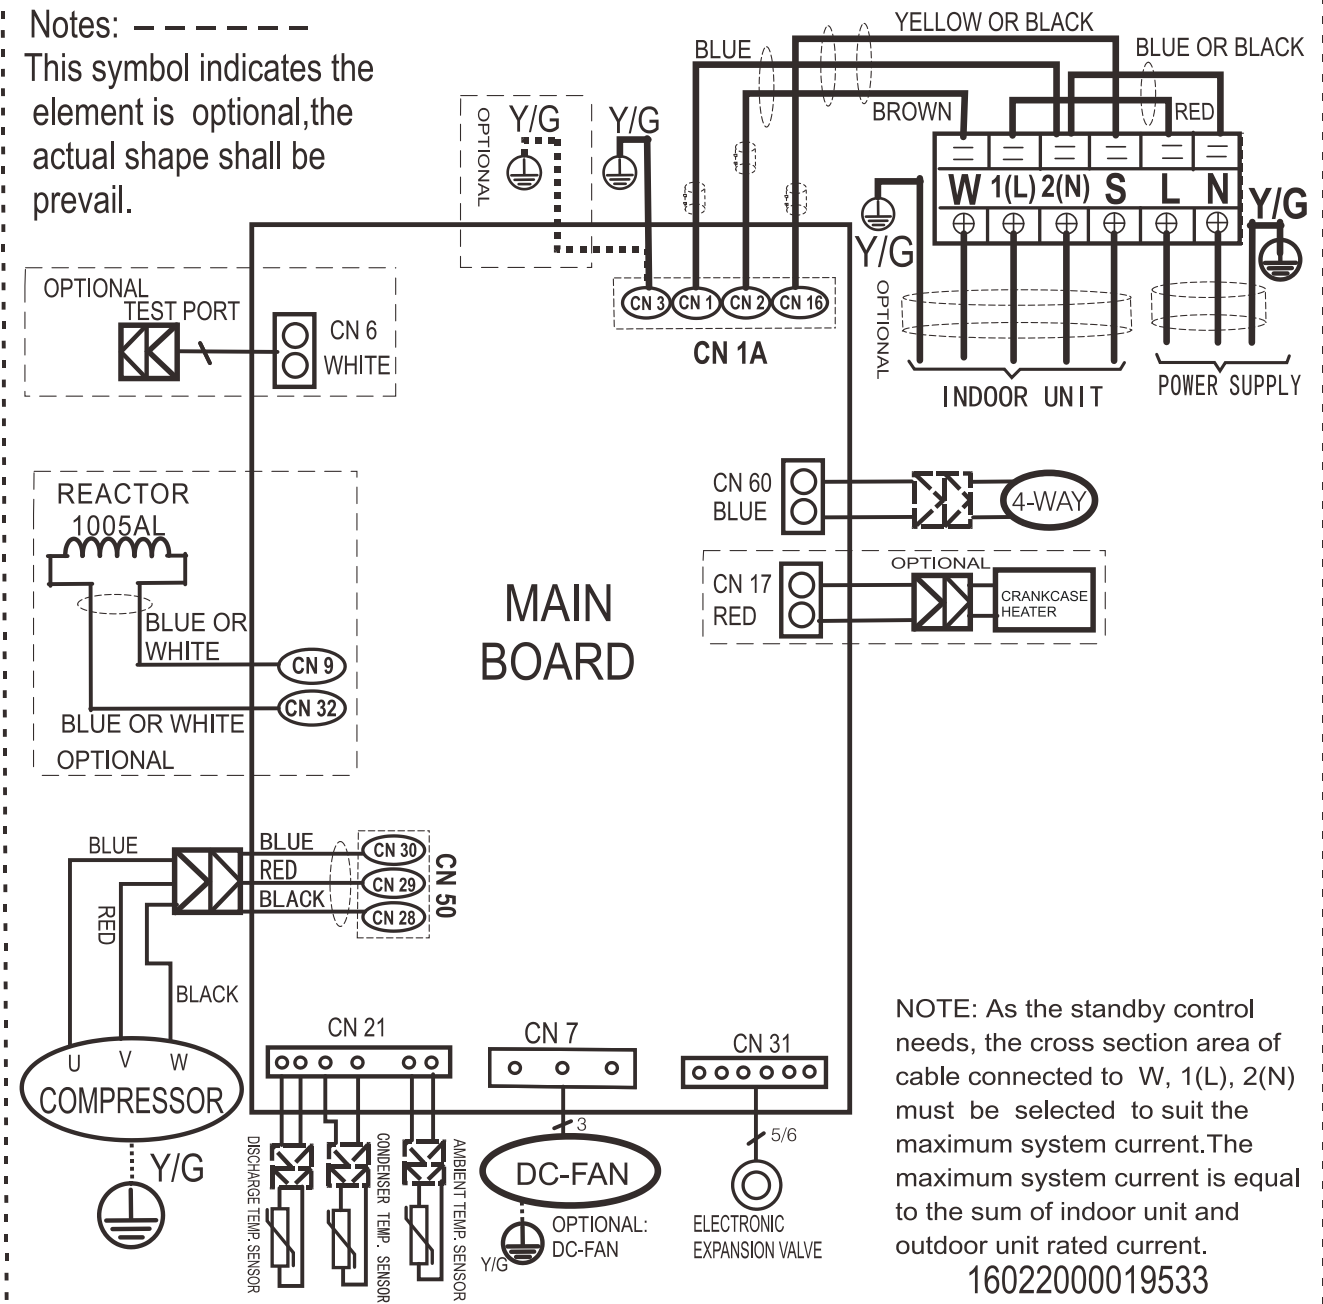 Notes:
This symbol indicates the
element is optional,the
actual shape shall be
prevail.
YELLOW OR BLACK
BLUE
BLUE OR BLACK
BROWN
RED
OPTIONAL
Y/G
Y/G
W 1(L) 2(N) S L N
Y/G
Y/G
OPTIONAL
INDOOR UNIT
POWER SUPPLY
CN 3 CN 1 CN 2 CN 16
CN 1A
OPTIONAL
TEST PORT
CN 6
WHITE
REACTOR
1005AL
BLUE OR
WHITE
CN 9
CN 32
BLUE OR WHITE
OPTIONAL
CN 60
BLUE
4-WAY
OPTIONAL
CN 17
RED
CRANKCASE
HEATER
MAIN
BOARD
BLUE
RED
BLACK
BLUE
RED
BLACK
CN 30
CN 29
CN 28
CN 50
U V W
COMPRESSOR
Y/G
CN 21
DISCHARGE TEMP. SENSOR
CONDENSER TEMP. SENSOR
AMBIENT TEMP. SENSOR
CN 7
3
DC-FAN
Y/G
OPTIONAL:
DC-FAN
CN 31
5/6
ELECTRONIC
EXPANSION VALVE
NOTE: As the standby control
needs, the cross section area of
cable connected to W, 1(L), 2(N)
must be selected to suit the
maximum system current.The
maximum system current is equal
to the sum of indoor unit and
outdoor unit rated current.
16022000019533